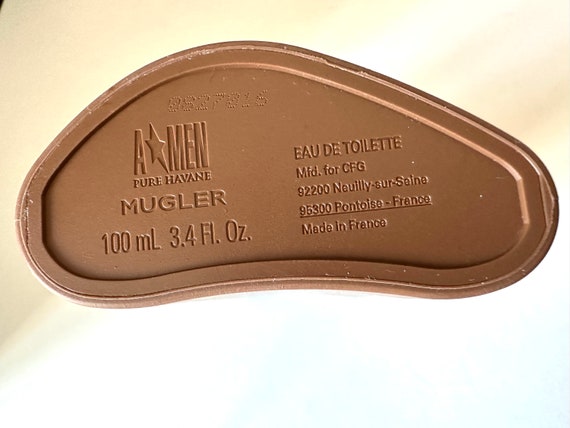 A★MEN
PURE HAVANE
MUGLER
100 mL 3.4 Fl. Oz.
EAU DE TOILETTE
Mfd. for CFG
92200 Neuilly-sur-Seine
95300 Pontoise - France
Made in France